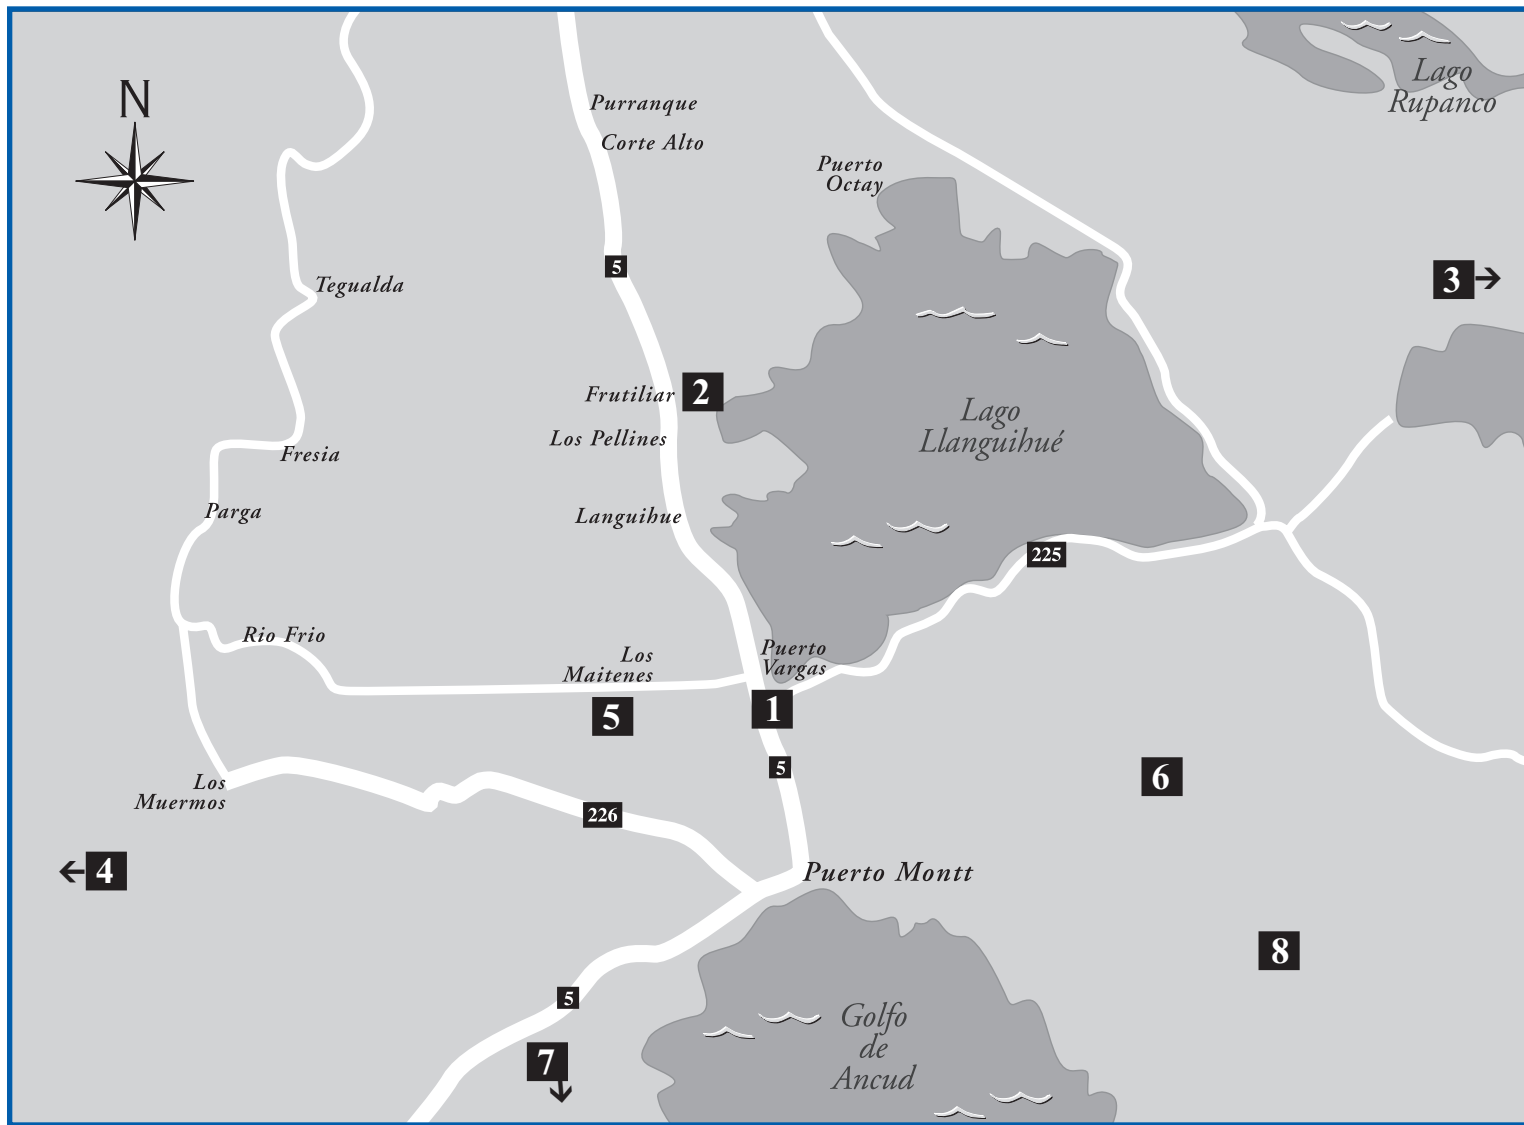 N
Purranque
Corte Alto
Lago
Rupanco
Puerto
Octay
5
3
Tegualda
Frutiliar
2
Los Pellines
Lago
Llanguihué
Fresia
Parga
Languihue
225
Rio Frio
Los
Maitenes
Puerto
Vargas
5
1
5
6
Los
Muermos
226
4
Puerto Montt
8
5
7
Golfo
de
Ancud